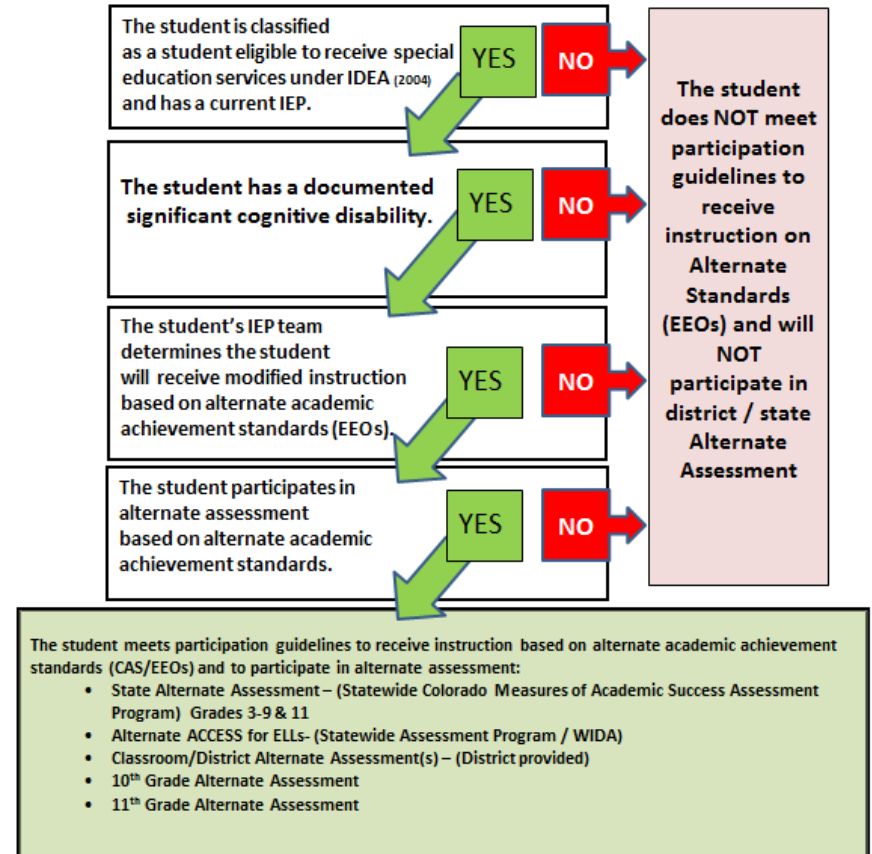 The student is classified
as a student eligible to receive special
education services under IDEA (2004)
and has a current IEP.
YES
NO
The student has a documented
significant cognitive disability.
YES
NO
The student’s IEP team
determines the student
will receive modified instruction
based on alternate academic
achievement standards (EEOs).
YES
NO
The student participates in
alternate assessment
based on alternate academic
achievement standards.
YES
NO
The student
does NOT meet
participation
guidelines to
receive
instruction on
Alternate
Standards
(EEOs) and will
NOT
participate in
district / state
Alternate
Assessment
The student meets participation guidelines to receive instruction based on alternate academic achievement
standards (CAS/EEOs) and to participate in alternate assessment:
• State Alternate Assessment – (Statewide Colorado Measures of Academic Success Assessment
Program) Grades 3-9 & 11
• Alternate ACCESS for ELLs- (Statewide Assessment Program / WIDA)
• Classroom/District Alternate Assessment(s) – (District provided)
• 10th Grade Alternate Assessment
• 11th Grade Alternate Assessment